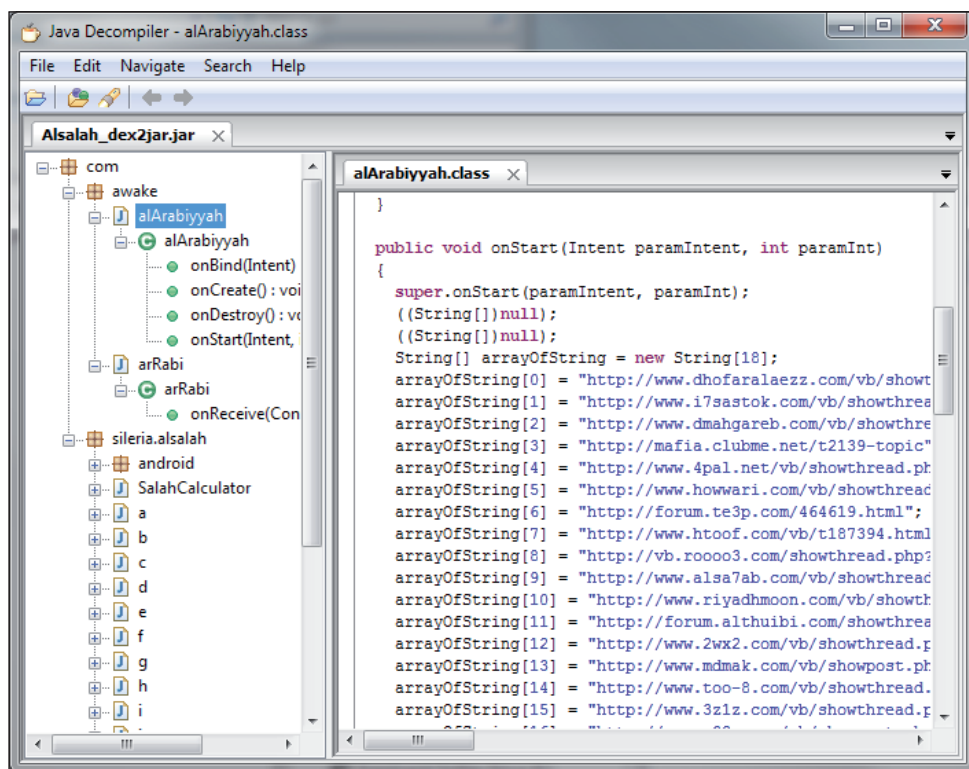 Java Decompiler - alArabiyyah.class
File Edit Navigate Search Help
Alsalah_dex2jar.jar
com
awake
alArabiyyah
alArabiyyah
onBind(Intent)
onCreate() : voi
onDestroy() : v
onStart(Intent,
arRabi
arRabi
onReceive(Con
sileria.alsalah
android
SalahCalculator
a
b
c
d
e
f
g
h
i
alArabiyyah.class
}
public void onStart(Intent paramIntent, int paramInt)
{
super.onStart(paramIntent, paramInt);
((String[])null);
((String[])null);
String[] arrayOfString = new String[18];
arrayOfString[0] = "http://www.dhofaralaezz.com/vb/showt
arrayOfString[1] = "http://www.i7sastok.com/vb/showthrea
arrayOfString[2] = "http://www.dmahgareb.com/vb/showthre
arrayOfString[3] = "http://mafia.clubme.net/t2139-topic"
arrayOfString[4] = "http://www.4pal.net/vb/showthread.ph
arrayOfString[5] = "http://www.howwari.com/vb/showthread
arrayOfString[6] = "http://forum.te3p.com/464619.html";
arrayOfString[7] = "http://www.htoof.com/vb/t187394.html
arrayOfString[8] = "http://vb.roooo3.com/showthread.php?
arrayOfString[9] = "http://www.alsa7ab.com/vb/showthread
arrayOfString[10] = "http://www.riyadhmoon.com/vb/showth
arrayOfString[11] = "http://forum.althuibi.com/showthrea
arrayOfString[12] = "http://www.2wx2.com/vb/showthread.p
arrayOfString[13] = "http://www.mdmak.com/vb/showpost.ph
arrayOfString[14] = "http://www.too-8.com/vb/showthread.
arrayOfString[15] = "http://www.3z1z.com/vb/showthread.p